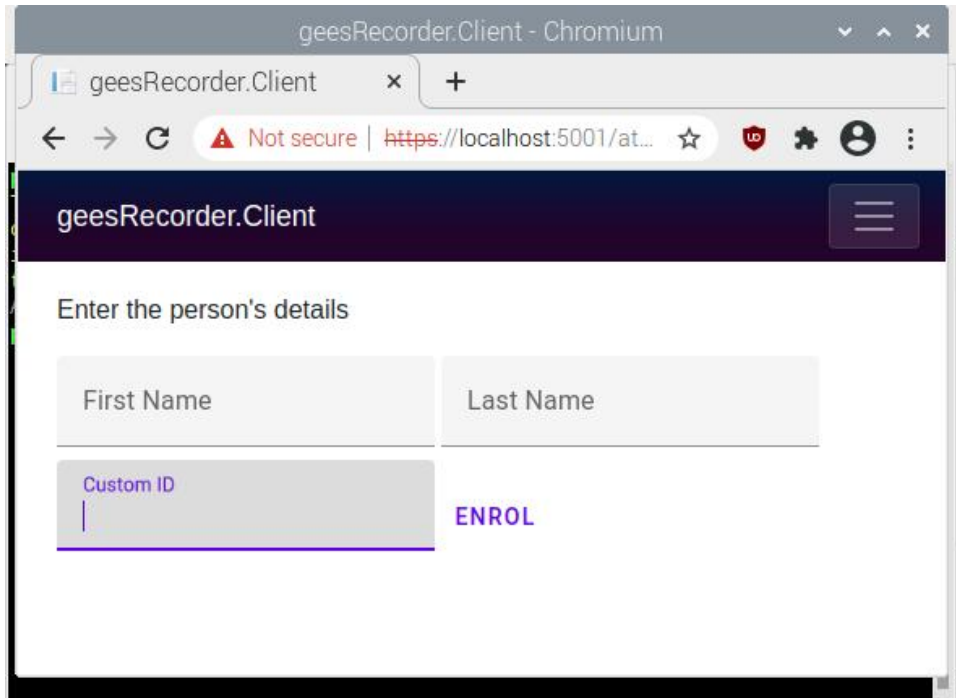 geesRecorder.Client - Chromium
geesRecorder.Client
Not secure | https://localhost:5001/at...
geesRecorder.Client
Enter the person's details
First Name Last Name
Custom ID
ENROL